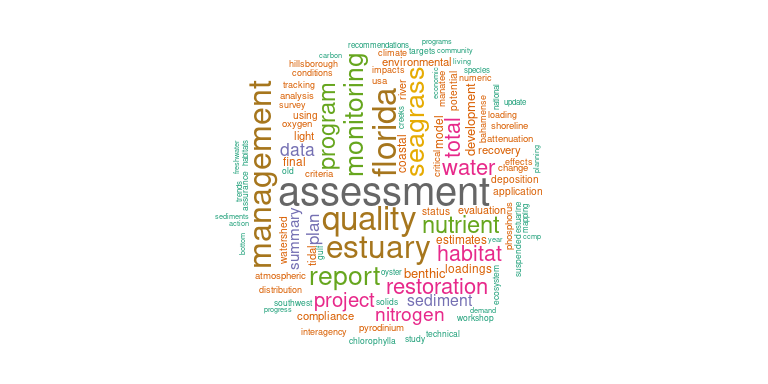 programs
carbon
recommendations
community
climate
targets
hillsborough
environmental
living
conditions
impacts
species
usa
economic
numeric
tracking
river
manatee
potential
analysis
national
update
survey
creeks
using
program
monitoring
florida
seagrass
development
bahamense
loading
oxygen
shoreline
light
coastal
model
total
attenuation
data
recovery
planning
final
critical
effects
freshwater
habitats
old
water
change
criteria
deposition
trends
assurance
management
assessment
application
sediments
action
summary
plan
quality
status
evaluation
nutrient
phosphorus
estuarine
mapping
watershed
tidal
gulf
estuary
estimates
year
ccmp
bottom
habitat
suspended
atmospheric
report
oyster
benthic
loadings
ecosystem
distribution
restoration
southwest
project
solids
sediment
progress
demand
compliance
nitrogen
workshop
interagency
pyrodinium
technical
chlorophylla
study